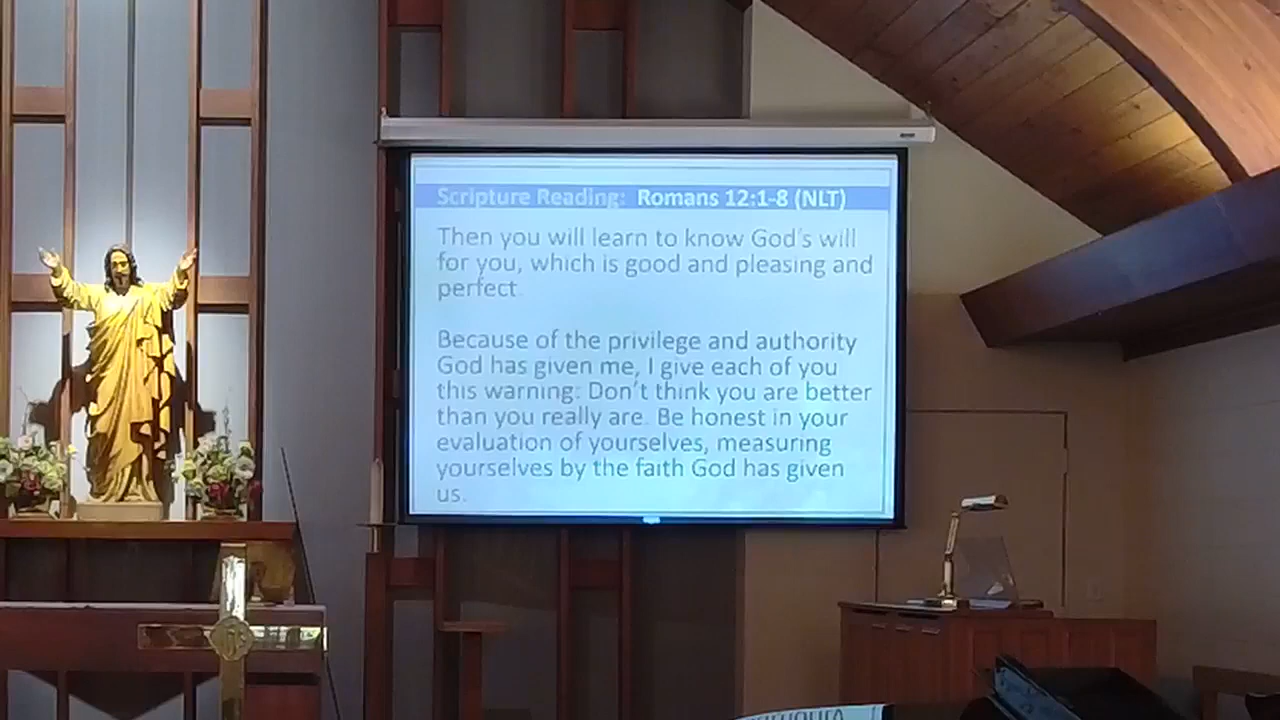 Scripture Reading: Romans 12:1-8 (NLT)
Then you will learn to know God's will
for you, which is good and pleasing and
perfect.
Because of the privilege and authority
God has given me, I give each of you
this warning: Don't think you are better
than you really are. Be honest in your
evaluation of yourselves, measuring
yourselves by the faith God has given
us.